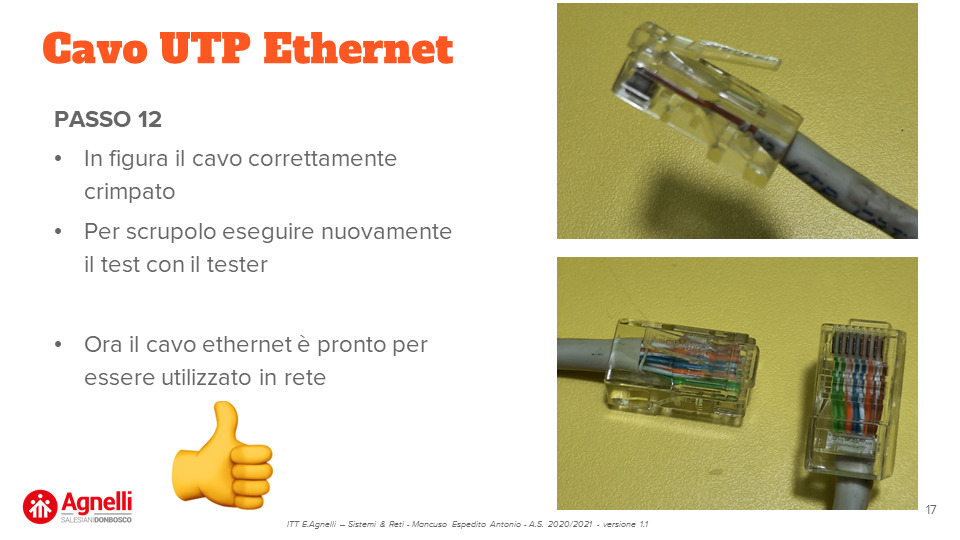 Cavo UTP Ethernet
PASSO 12
• In figura il cavo correttamente
crimpato
• Per scrupolo eseguire nuovamente
il test con il tester
• Ora il cavo ethernet è pronto per
essere utilizzato in rete
Agnelli
SALESIANIDONBOSCO
ITT E.Agnelli – Sistemi & Reti - Mancuso Espedito Antonio - A.S. 2020/2021 - versione 1.1
17
UTP